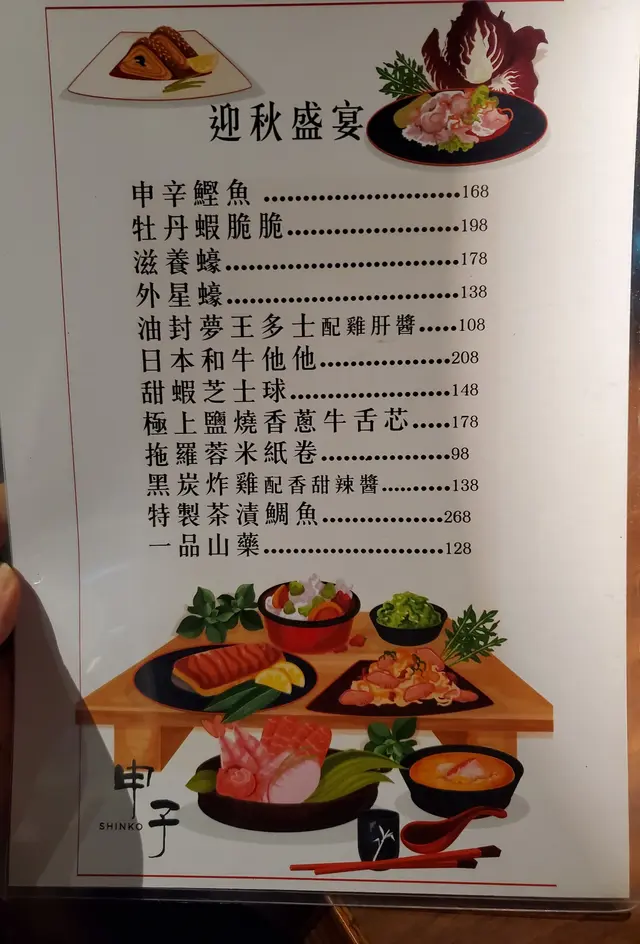 迎秋盛宴
申辛鰹魚 ........................168
牡丹蝦脆脆........................198
滋養蠔................................178
外星蠔................................138
油封夢王多士配雞肝醬.....108
日本和牛他他...................208
甜蝦芝士球......................148
極上鹽燒香蔥牛舌芯.....178
拖羅蓉米紙卷..................98
黑炭炸雞配香甜辣醬..........138
特製茶漬鯛魚..................268
一品山藥..........................128
申子
SHINKO